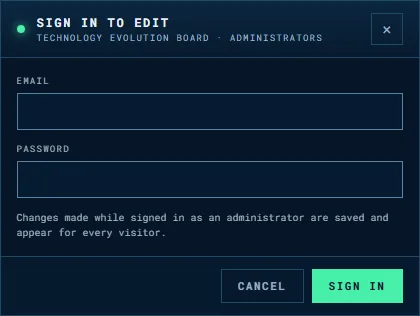 SIGN IN TO EDIT
TECHNOLOGY EVOLUTION BOARD · ADMINISTRATORS
×
EMAIL
PASSWORD
Changes made while signed in as an administrator are saved and
appear for every visitor.
CANCEL
SIGN IN